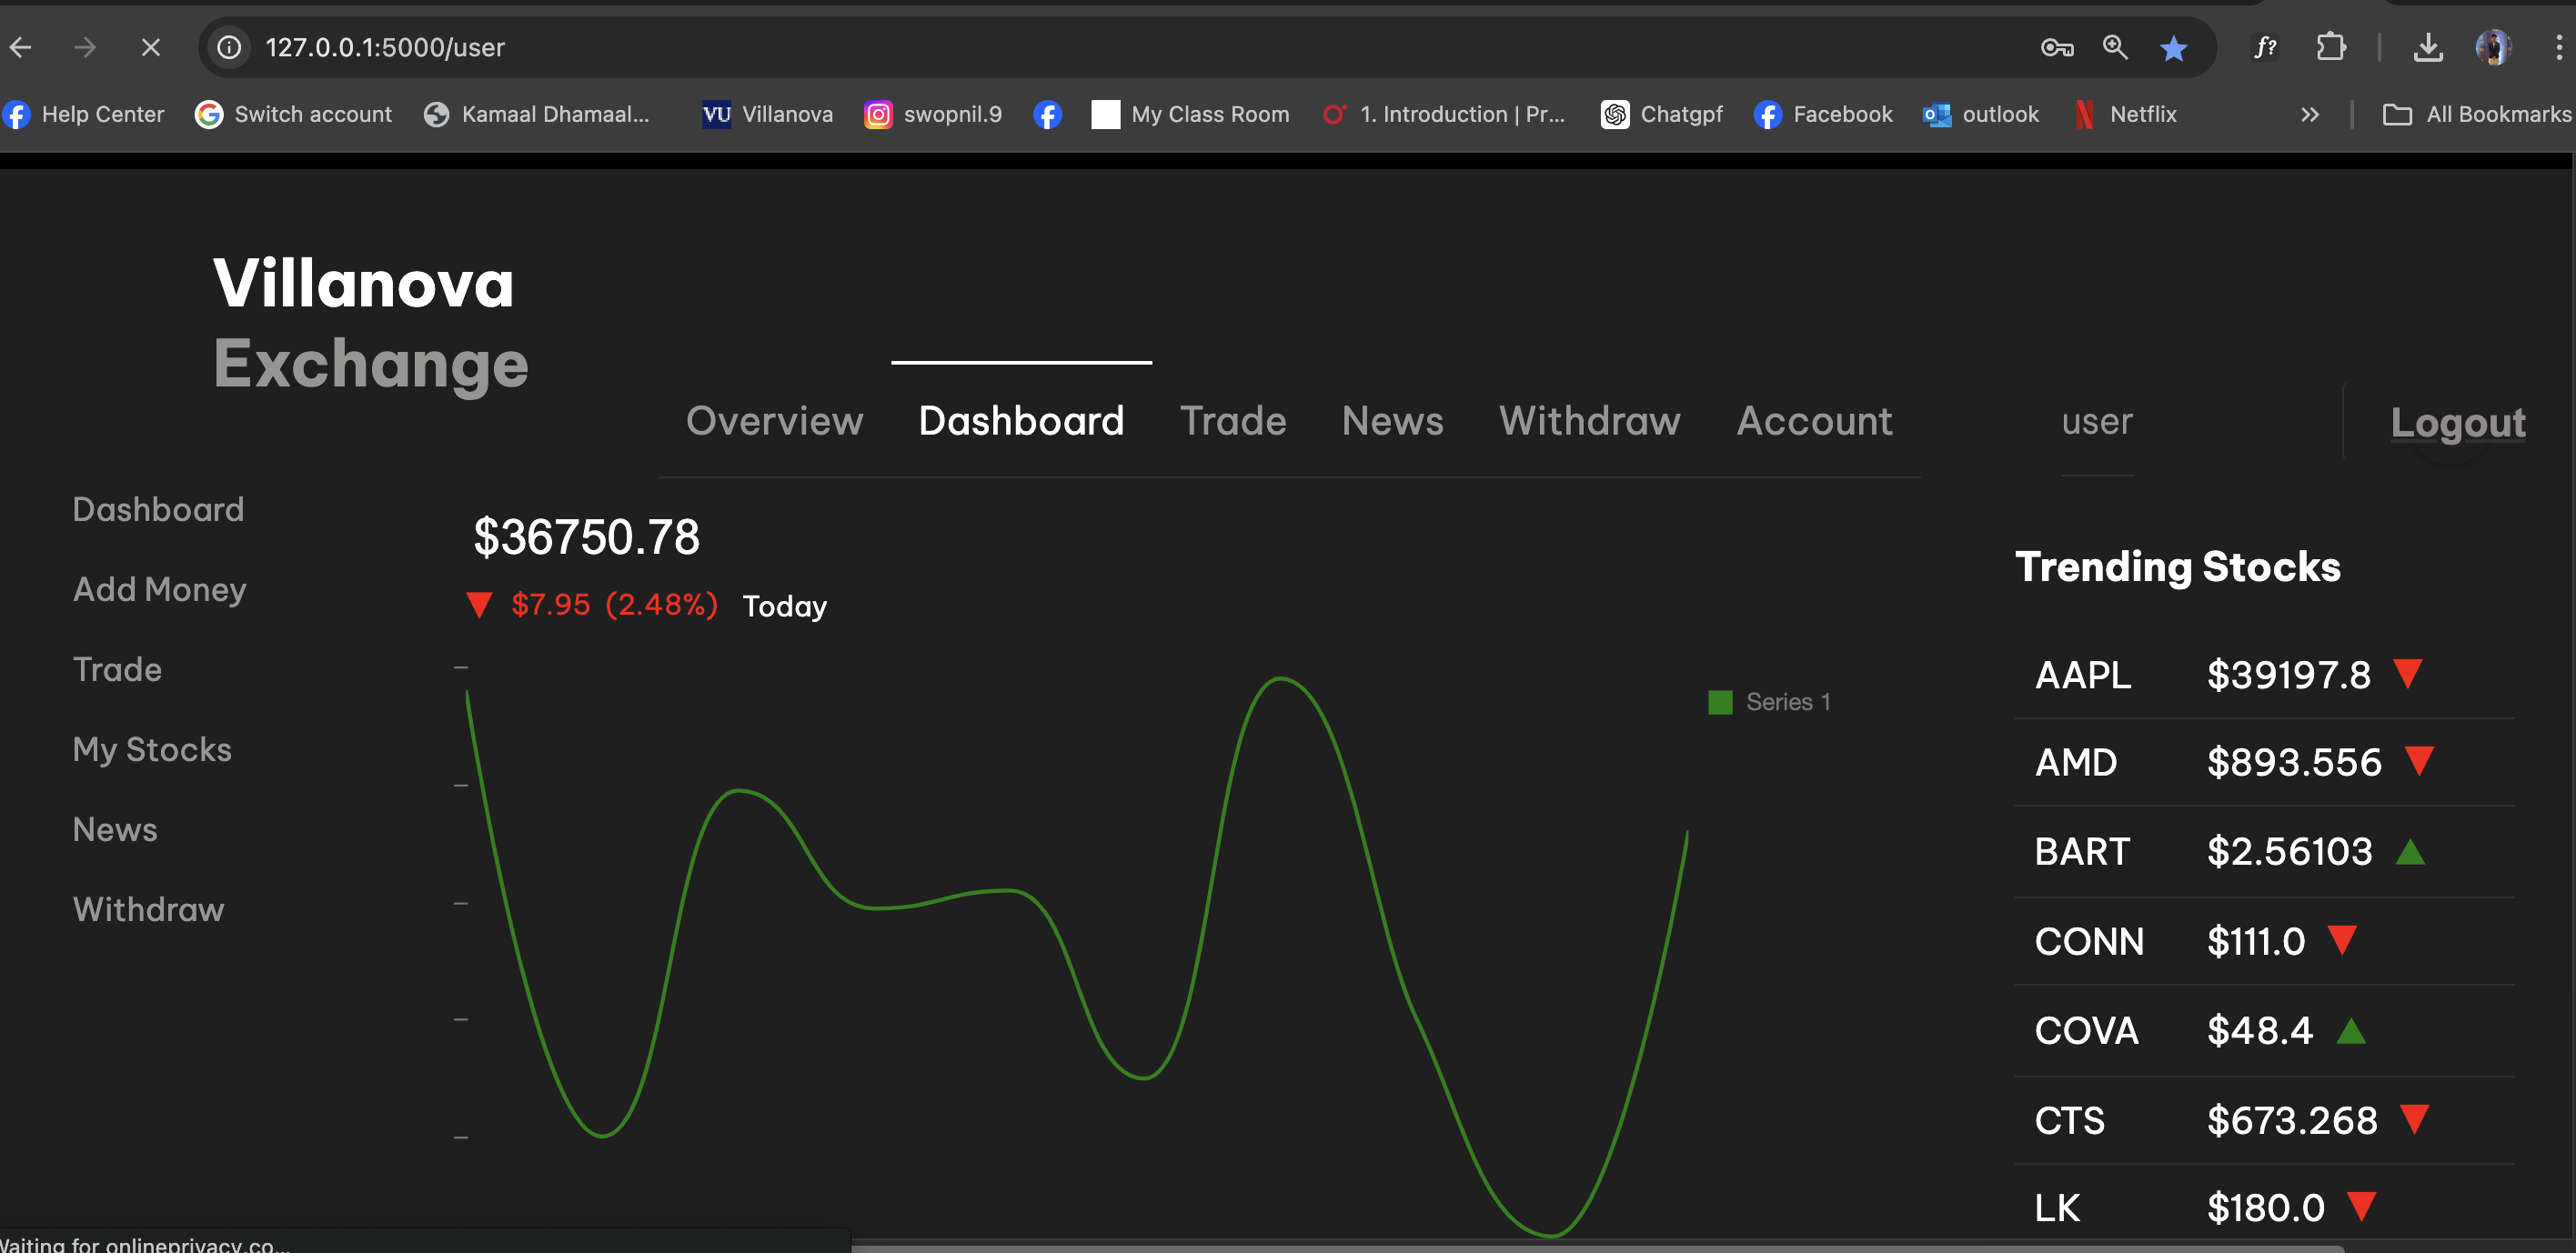 127.0.0.1:5000/user
f?
Help Center
Switch account
Kamaal Dhamaal...
VU Villanova
swopnil.9
My Class Room
1. Introduction | Pr...
Chatgpf
Facebook
outlook
Netflix
All Bookmarks
Villanova
Exchange
Overview
Dashboard
Trade
News
Withdraw
Account
user
Logout
Dashboard
Add Money
Trade
My Stocks
News
Withdraw
$36750.78
$7.95 (2.48%) Today
Series 1
Trending Stocks
AAPL $39197.8
AMD $893.556
BART $2.56103
CONN $111.0
COVA $48.4
CTS $673.268
LK $180.0
Waiting for onlineprivacy.co...